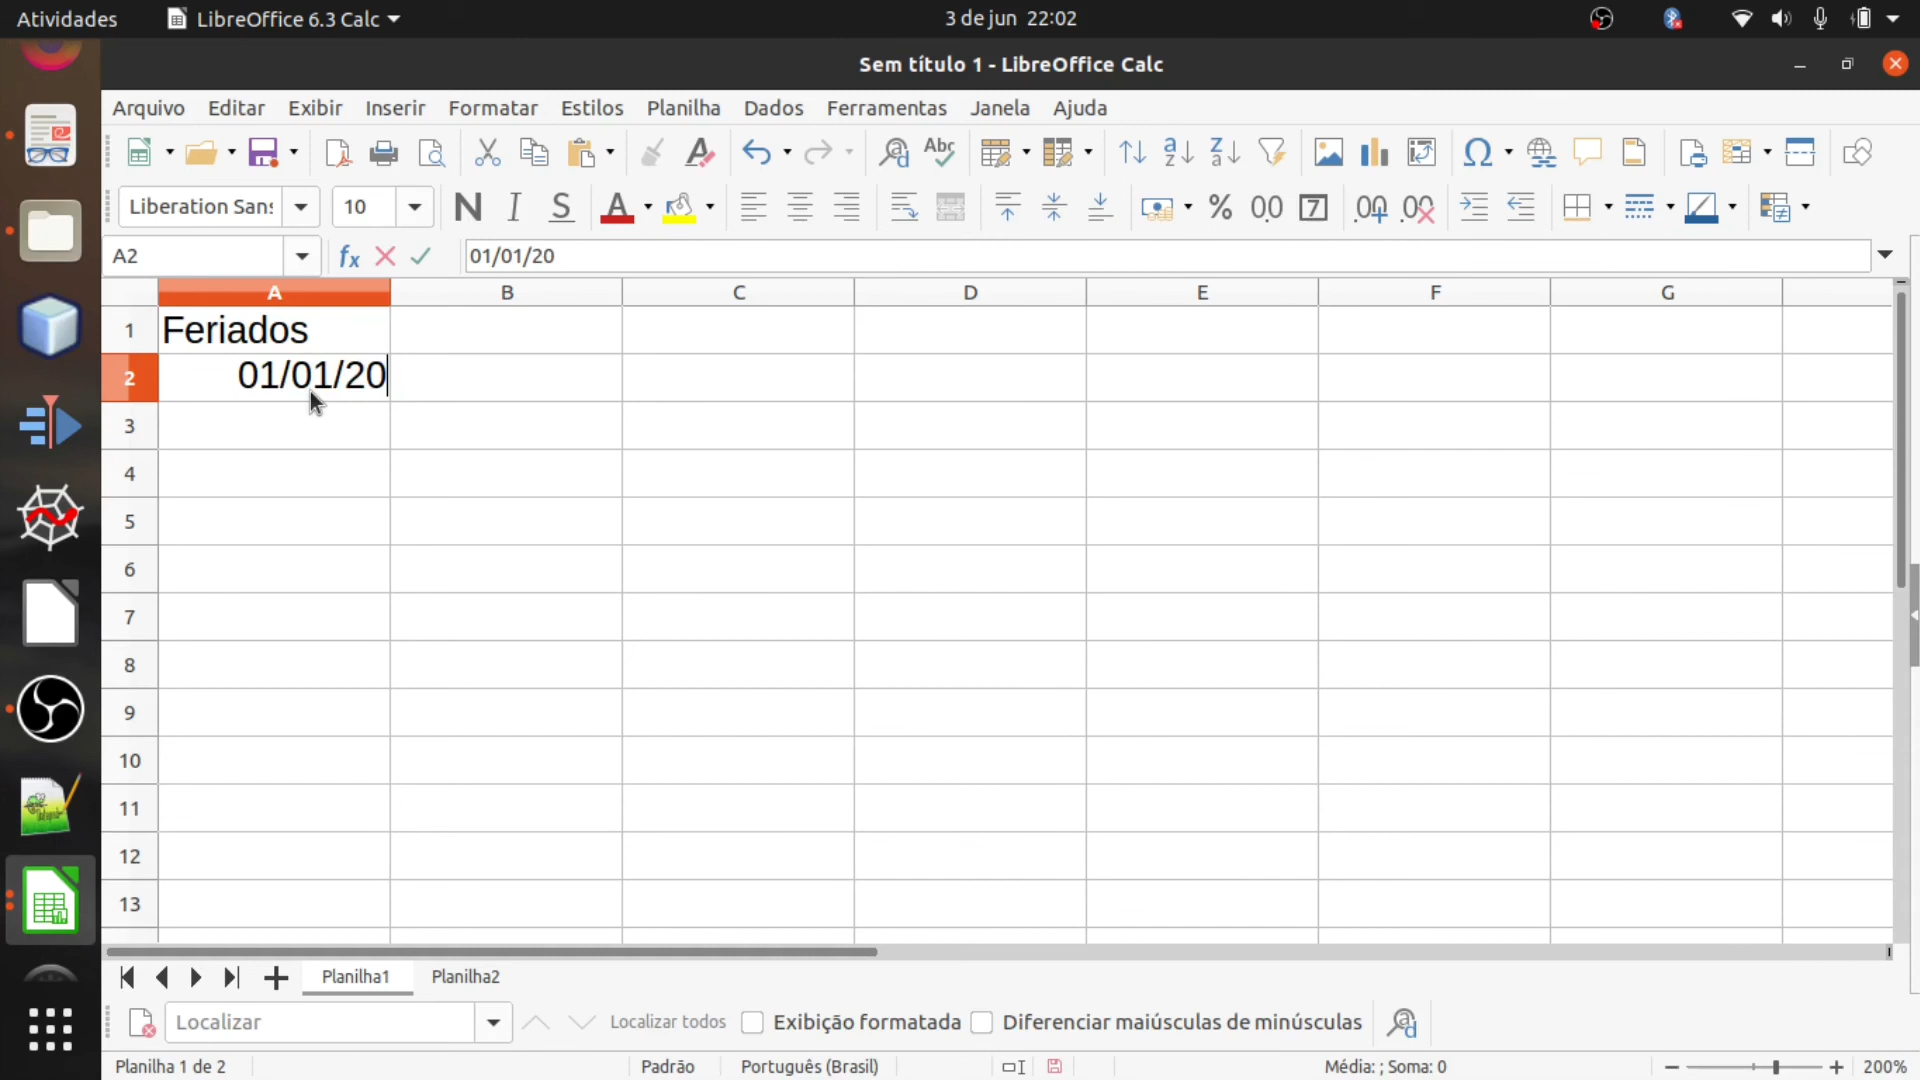 Atividades LibreOffice 6.3 Calc 3 de jun 22:02
Sem título 1 - LibreOffice Calc
Arquivo Editar Exibir Inserir Formatar Estilos Planilha Dados Ferramentas Janela Ajuda
Liberation Sans 10
A2 01/01/20
A B C D E F G
1 Feriados
2 01/01/20
3
4
5
6
7
8
9
10
11
12
13
Planilha1 Planilha2
Localizar Localizar todos Exibição formatada Diferenciar maiúsculas de minúsculas
Planilha 1 de 2 Padrão Português (Brasil) Média: ; Soma: 0 200%